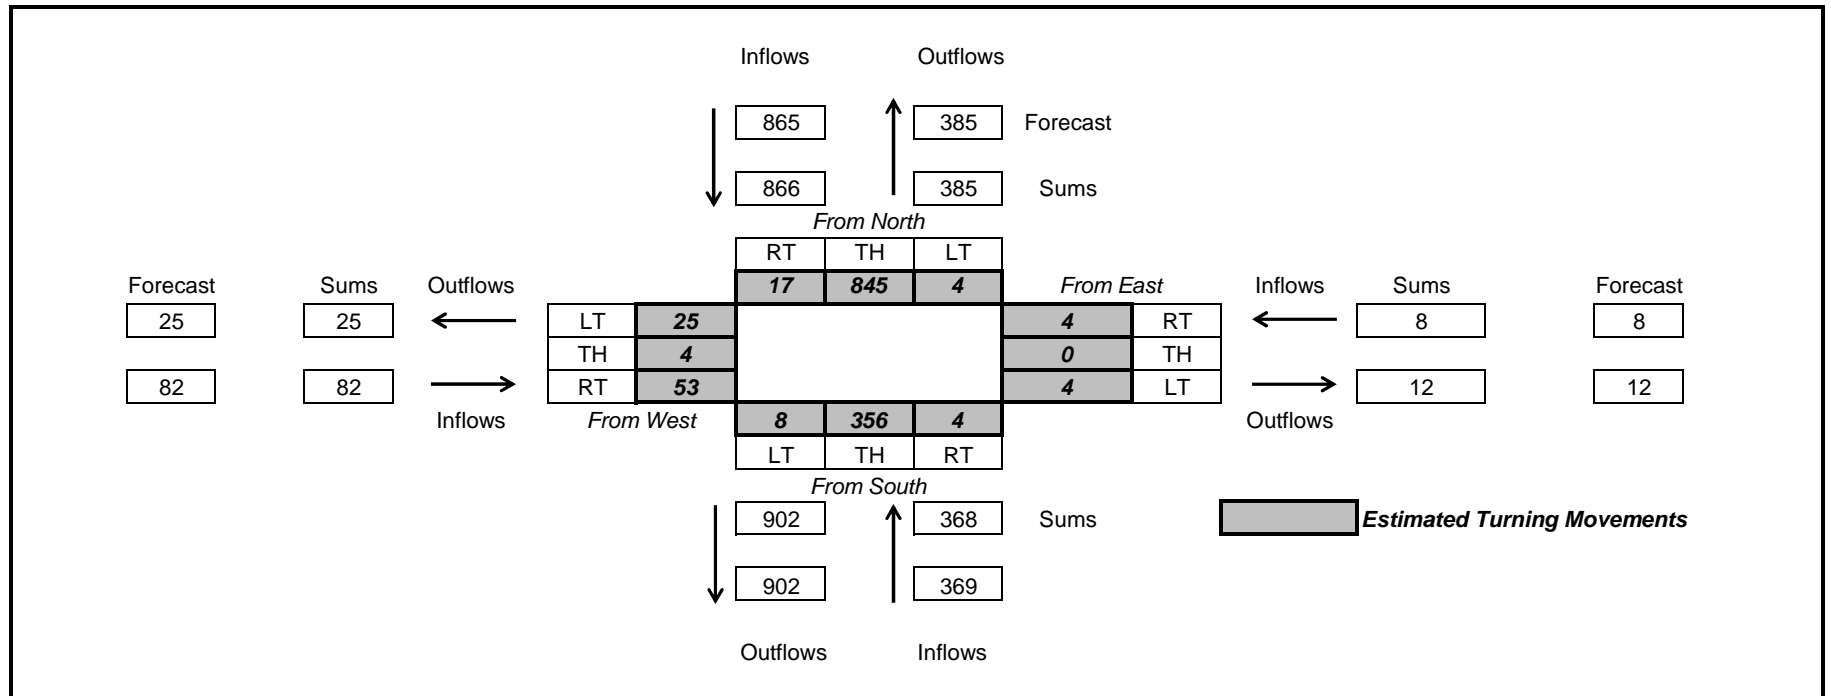 Inflows Outflows
865 385 Forecast
866 385 Sums
From North
RT TH LT
Forecast Sums Outflows 17 845 4 From East Inflows Sums Forecast
25 25 LT 25 4 RT 8 8
TH 4 0 TH
82 82 RT 53 4 LT 12 12
Inflows From West 8 356 4 Outflows
LT TH RT
From South
902 368 Sums Estimated Turning Movements
902 369
Outflows Inflows